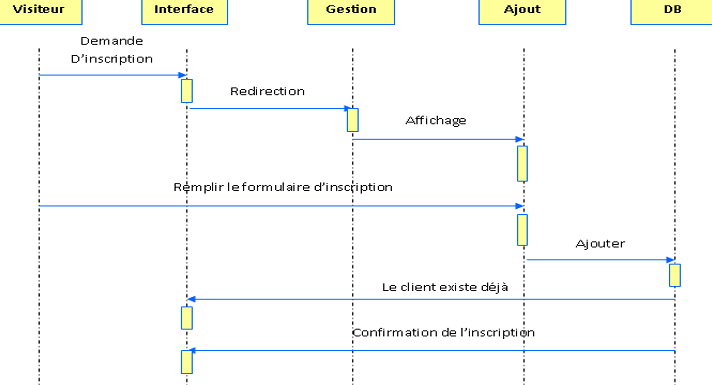 Visiteur
Interface
Gestion
Ajout
DB
Demande
D'inscription
Redirection
Affichage
Remplir le formulaire d'inscription
Ajouter
Le client existe déjà
Confirmation de l'inscription